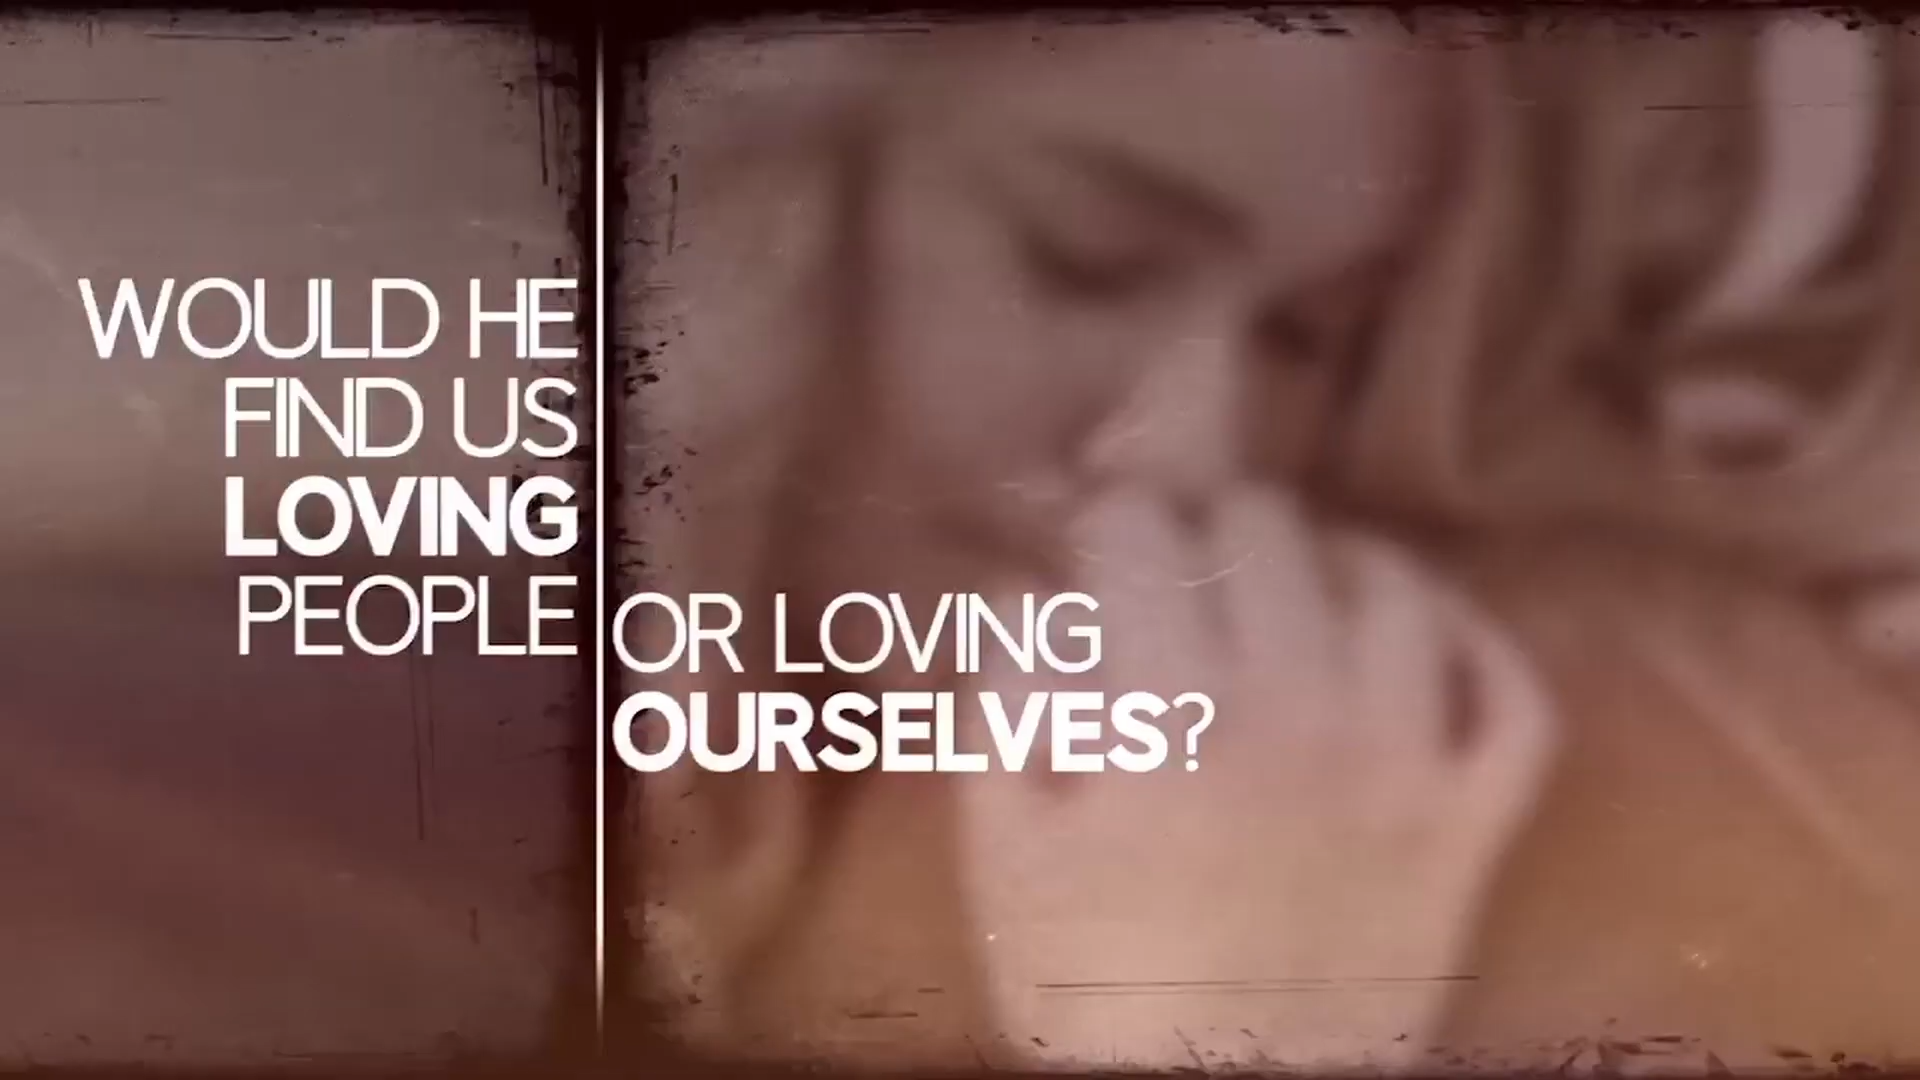 WOULD HE
FIND US
LOVING
PEOPLE
OR LOVING
OURSELVES?